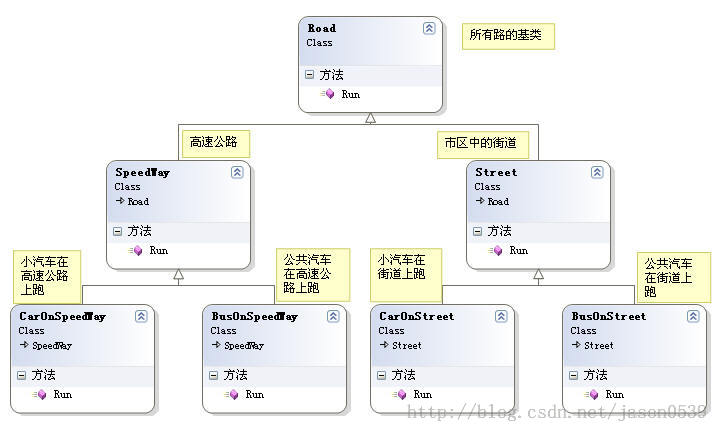 Road
Class
方法
Run
所有路的基类
高速公路
市区中的街道
SpeedWay
Class
Road
方法
Run
Street
Class
Road
方法
Run
小汽车在
高速公路
上跑
公共汽车
在高速公
路上跑
小汽车在
街道上跑
公共汽车
在街道上
跑
CarOnSpeedWay
Class
SpeedWay
方法
Run
BusOnSpeedWay
Class
SpeedWay
方法
Run
CarOnStreet
Class
Street
方法
Run
BusOnStreet
Class
Street
方法
Run
http://blog.csdn.net/jason0539